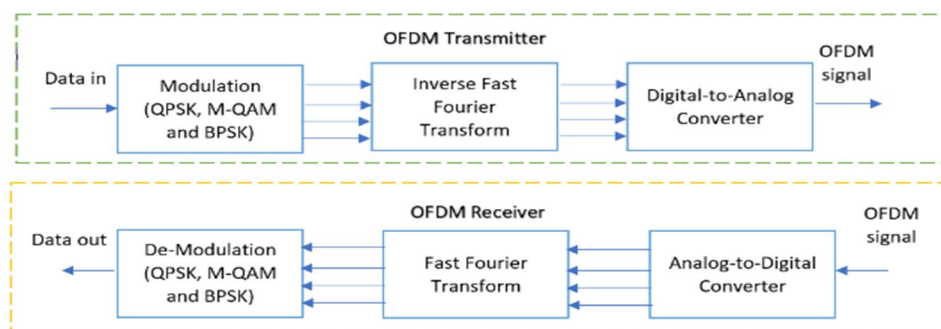 OFDM Transmitter
Data in
Modulation
(QPSK, M-QAM
and BPSK)
Inverse Fast
Fourier
Transform
Digital-to-Analog
Converter
OFDM
signal
OFDM Receiver
Data out
De-Modulation
(QPSK, M-QAM
and BPSK)
Fast Fourier
Transform
Analog-to-Digital
Converter
OFDM
signal